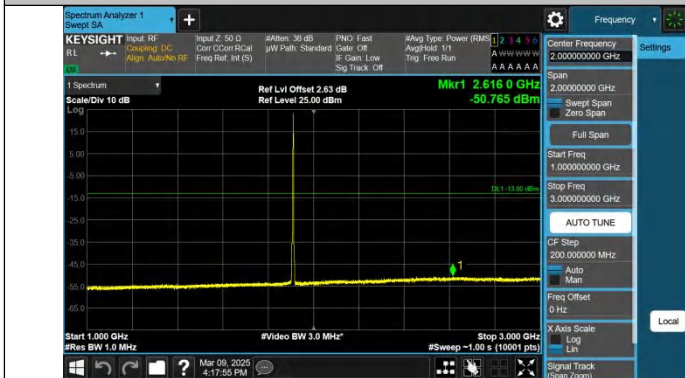 Spectrum Analyzer 1
Swept SA
Frequency
KEYSIGHT
RL
Input: RF
Coupling: DC
Align: Auto/No RF
Input Z: 50 Ω
Corr CCorr RCal
Freq Ref: Int (S)
#Atten: 36 dB
µW Path: Standard
PNO: Fast
Gate: Off
IF Gain: Low
Sig Track: Off
#Avg Type: Power (RMS
Avg|Hold: 1/1
Trig: Free Run
1 2 3 4 5 6
A W W W W W
A A A A A A
1 Spectrum
Scale/Div 10 dB
Log
Ref Lvl Offset 2.63 dB
Ref Level 25.00 dBm
Mkr1 2.616 0 GHz
-50.765 dBm
15.0
5.00
-5.00
-15.0
-25.0
-35.0
-45.0
-55.0
-65.0
DL1 -13.00 dBm
1
Start 1.000 GHz
#Res BW 1.0 MHz
#Video BW 3.0 MHz*
Stop 3.000 GHz
#Sweep ~1.00 s (10001 pts)
Mar 09, 2025
4:17:55 PM
Center Frequency
2.000000000 GHz
Span
2.00000000 GHz
Swept Span
Zero Span
Full Span
Start Freq
1.000000000 GHz
Stop Freq
3.000000000 GHz
AUTO TUNE
CF Step
200.000000 MHz
Auto
Man
Freq Offset
0 Hz
X Axis Scale
Log
Lin
Signal Track
(Span Zoom)
Settings
Local